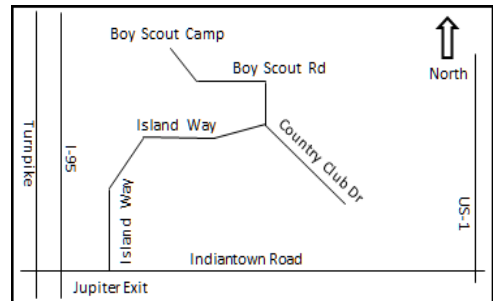 Boy Scout Camp
North
Boy Scout Rd
Island Way
Country Club Dr
Turnpike
I-95
Island Way
US-1
Indiantown Road
Jupiter Exit